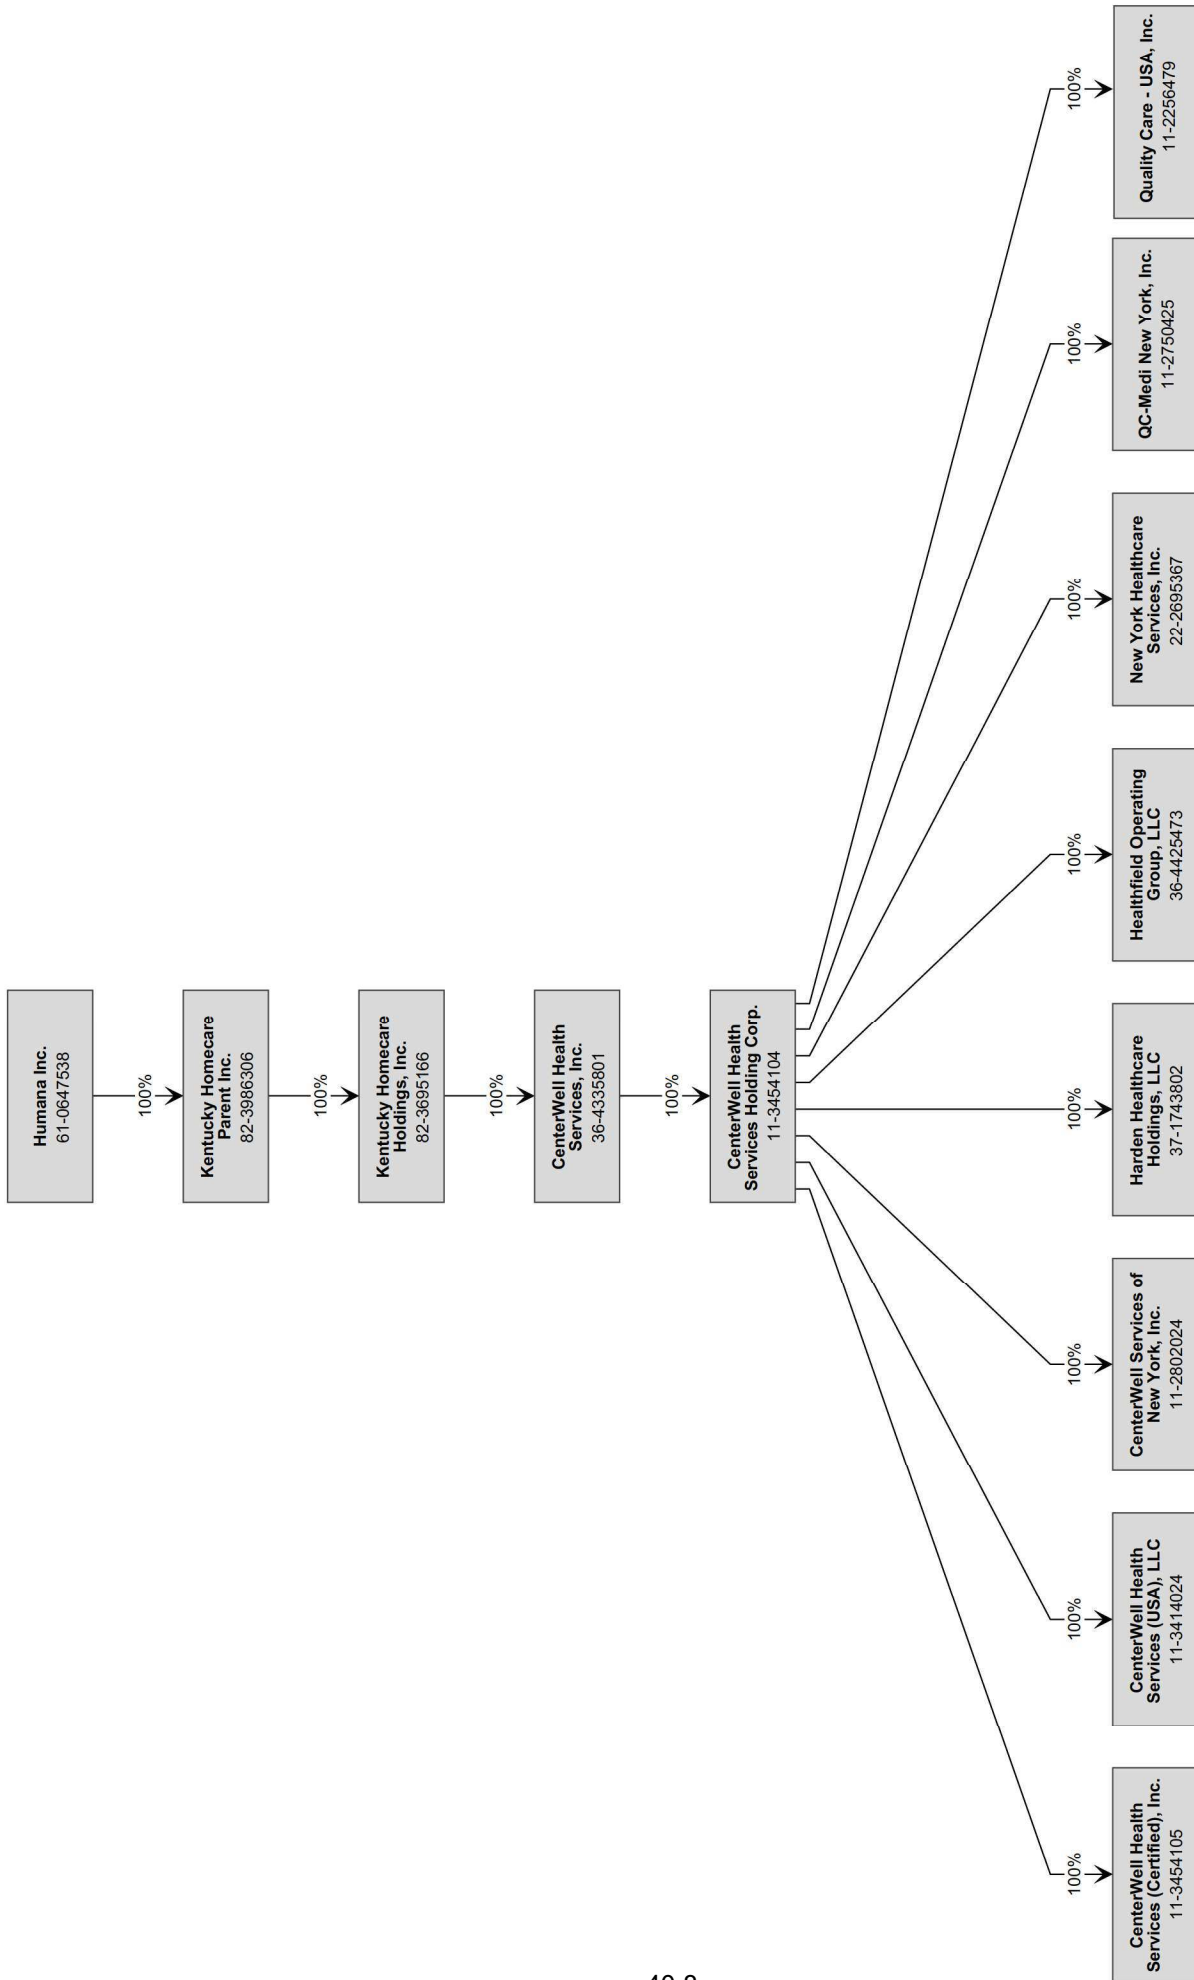 Humana Inc.
61-0647538
100%
Kentucky Homecare
Parent Inc.
82-3986306
100%
Kentucky Homecare
Holdings, Inc.
82-3695166
100%
CenterWell Health
Services, Inc.
36-4335801
100%
CenterWell Health
Services Holding Corp.
11-3454104
100%
100%
100%
100%
100%
100%
100%
100%
CenterWell Health
Services (Certified), Inc.
11-3454105
CenterWell Health
Services (USA), LLC
11-3414024
CenterWell Services of
New York, Inc.
11-2802024
Harden Healthcare
Holdings, LLC
37-1743802
Healthfield Operating
Group, LLC
36-4425473
New York Healthcare
Services, Inc.
22-2695367
QC-Medi New York, Inc.
11-2750425
Quality Care - USA, Inc.
11-2256479